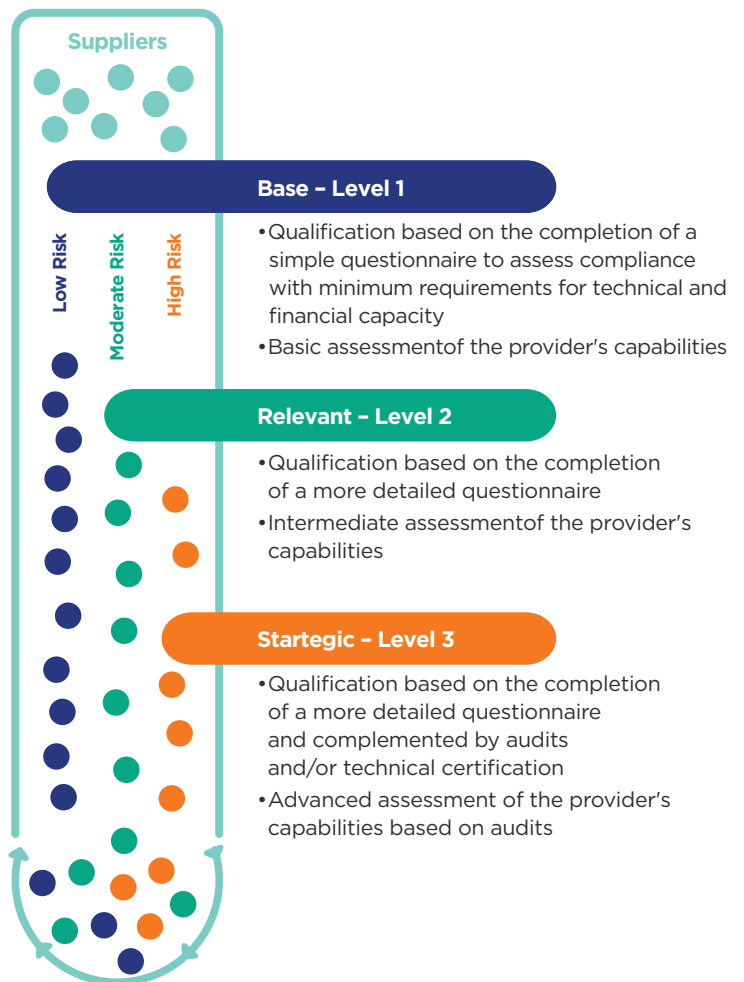 Suppliers
Base – Level 1
Low Risk
Moderate Risk
High Risk
•Qualification based on the completion of a
simple questionnaire to assess compliance
with minimum requirements for technical and
financial capacity
•Basic assessmentof the provider's capabilities
Relevant – Level 2
•Qualification based on the completion
of a more detailed questionnaire
•Intermediate assessmentof the provider's
capabilities
Startegic – Level 3
•Qualification based on the completion
of a more detailed questionnaire
and complemented by audits
and/or technical certification
•Advanced assessment of the provider's
capabilities based on audits